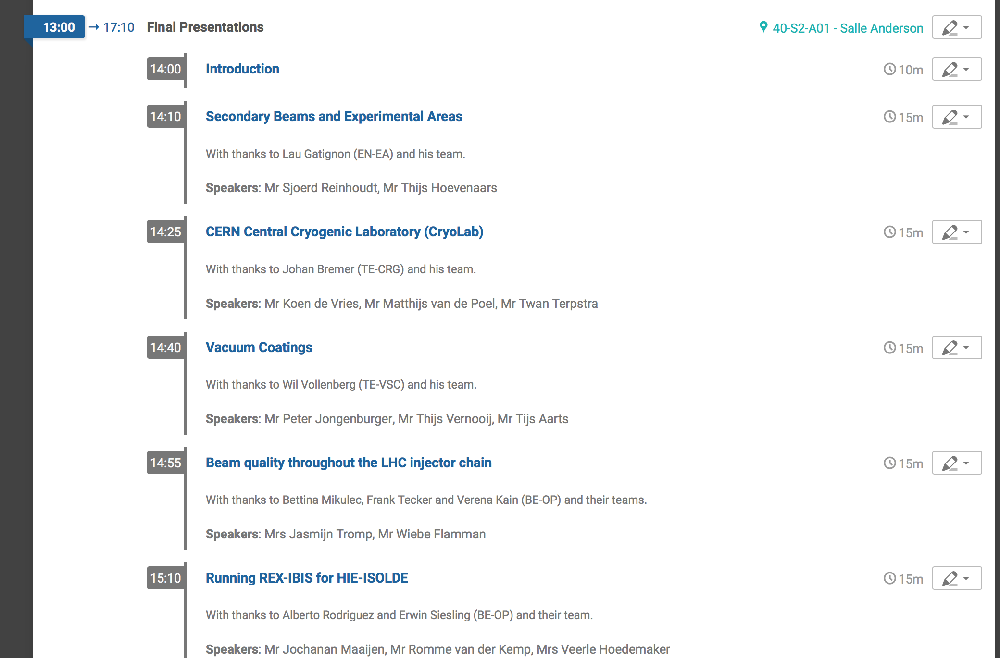 13:00 → 17:10 Final Presentations 40-S2-A01 - Salle Anderson
14:00 Introduction 10m
14:10 Secondary Beams and Experimental Areas 15m
With thanks to Lau Gatignon (EN-EA) and his team.
Speakers: Mr Sjoerd Reinhoudt, Mr Thijs Hoevenaars
14:25 CERN Central Cryogenic Laboratory (CryoLab) 15m
With thanks to Johan Bremer (TE-CRG) and his team.
Speakers: Mr Koen de Vries, Mr Matthijs van de Poel, Mr Twan Terpstra
14:40 Vacuum Coatings 15m
With thanks to Wil Vollenberg (TE-VSC) and his team.
Speakers: Mr Peter Jongenburger, Mr Thijs Vernooij, Mr Tijs Aarts
14:55 Beam quality throughout the LHC injector chain 15m
With thanks to Bettina Mikulec, Frank Tecker and Verena Kain (BE-OP) and their teams.
Speakers: Mrs Jasmijn Tromp, Mr Wiebe Flamman
15:10 Running REX-IBIS for HIE-ISOLDE 15m
With thanks to Alberto Rodriguez and Erwin Siesling (BE-OP) and their team.
Speakers: Mr Jochanan Maaijen, Mr Romme van der Kemp, Mrs Veerle Hoedemaker